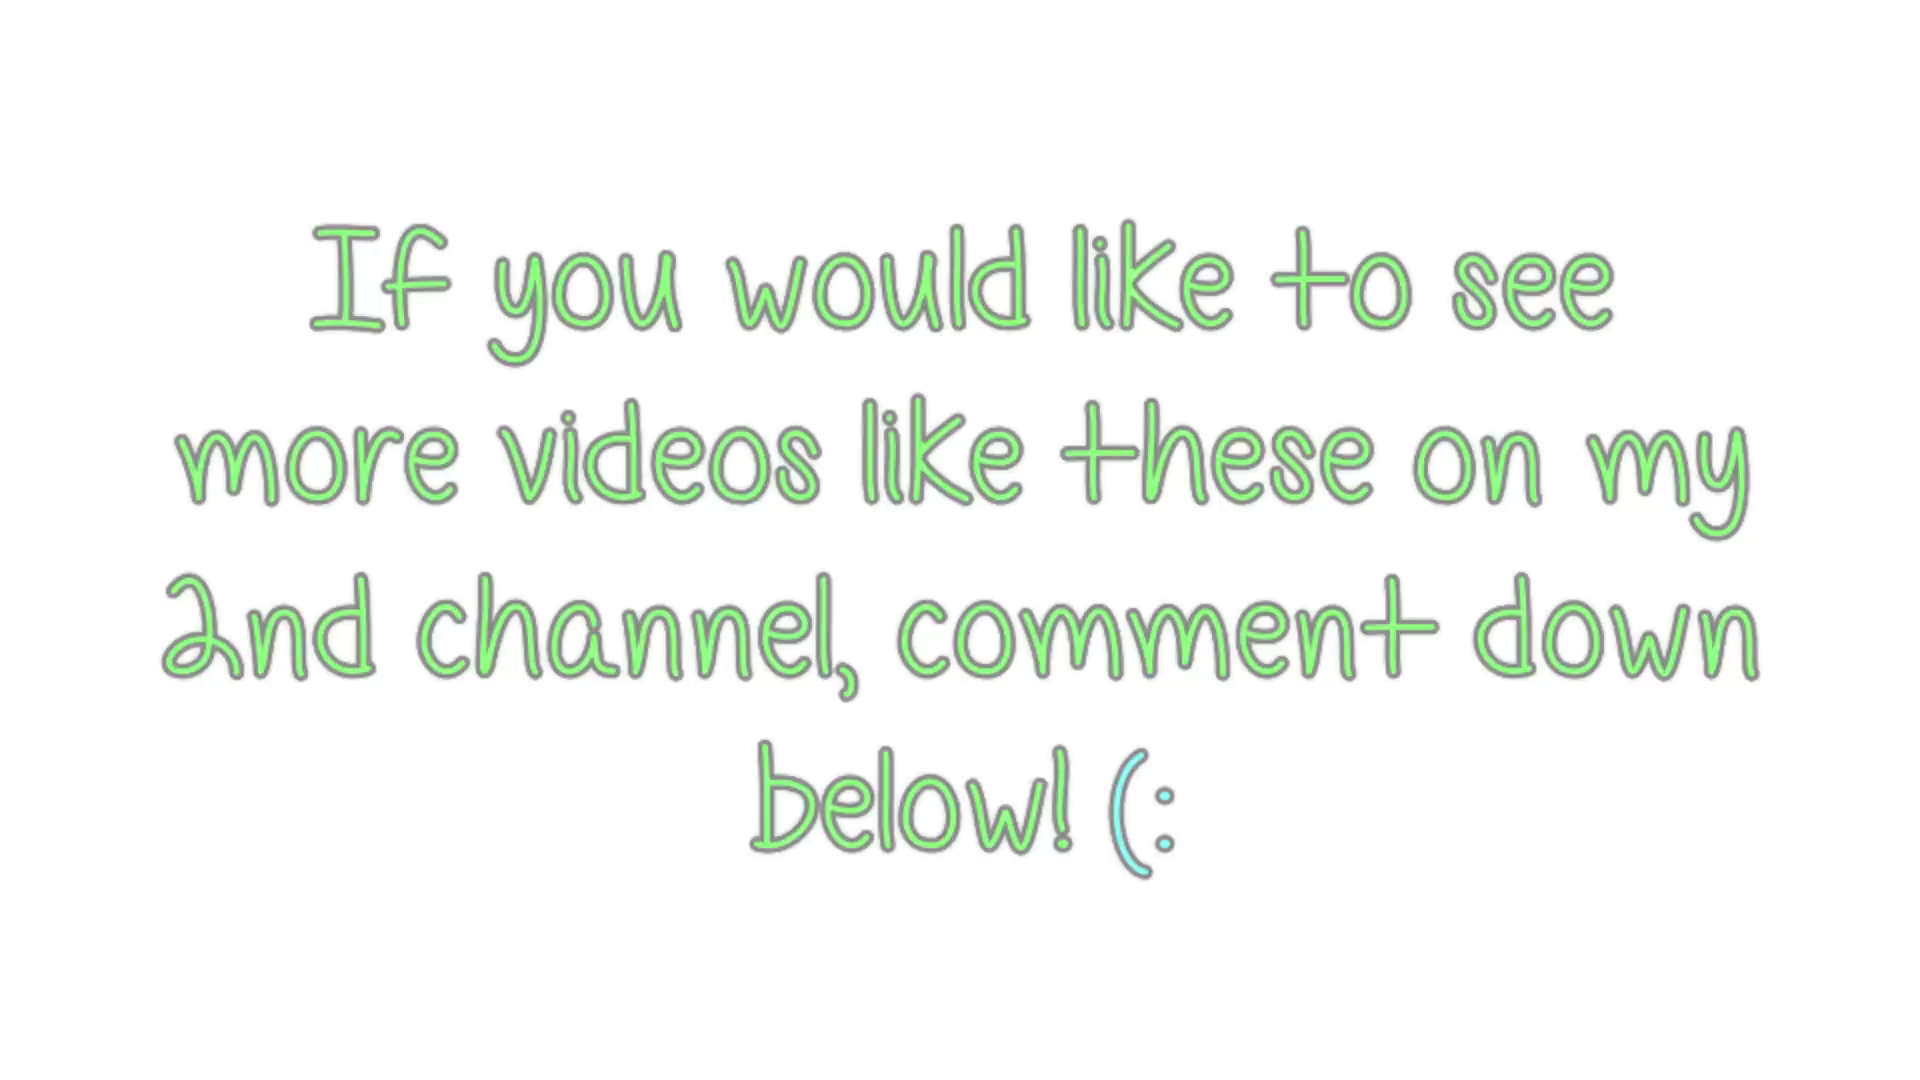 If you would like to see
more videos like these on my
2nd channel, comment down
below! (: